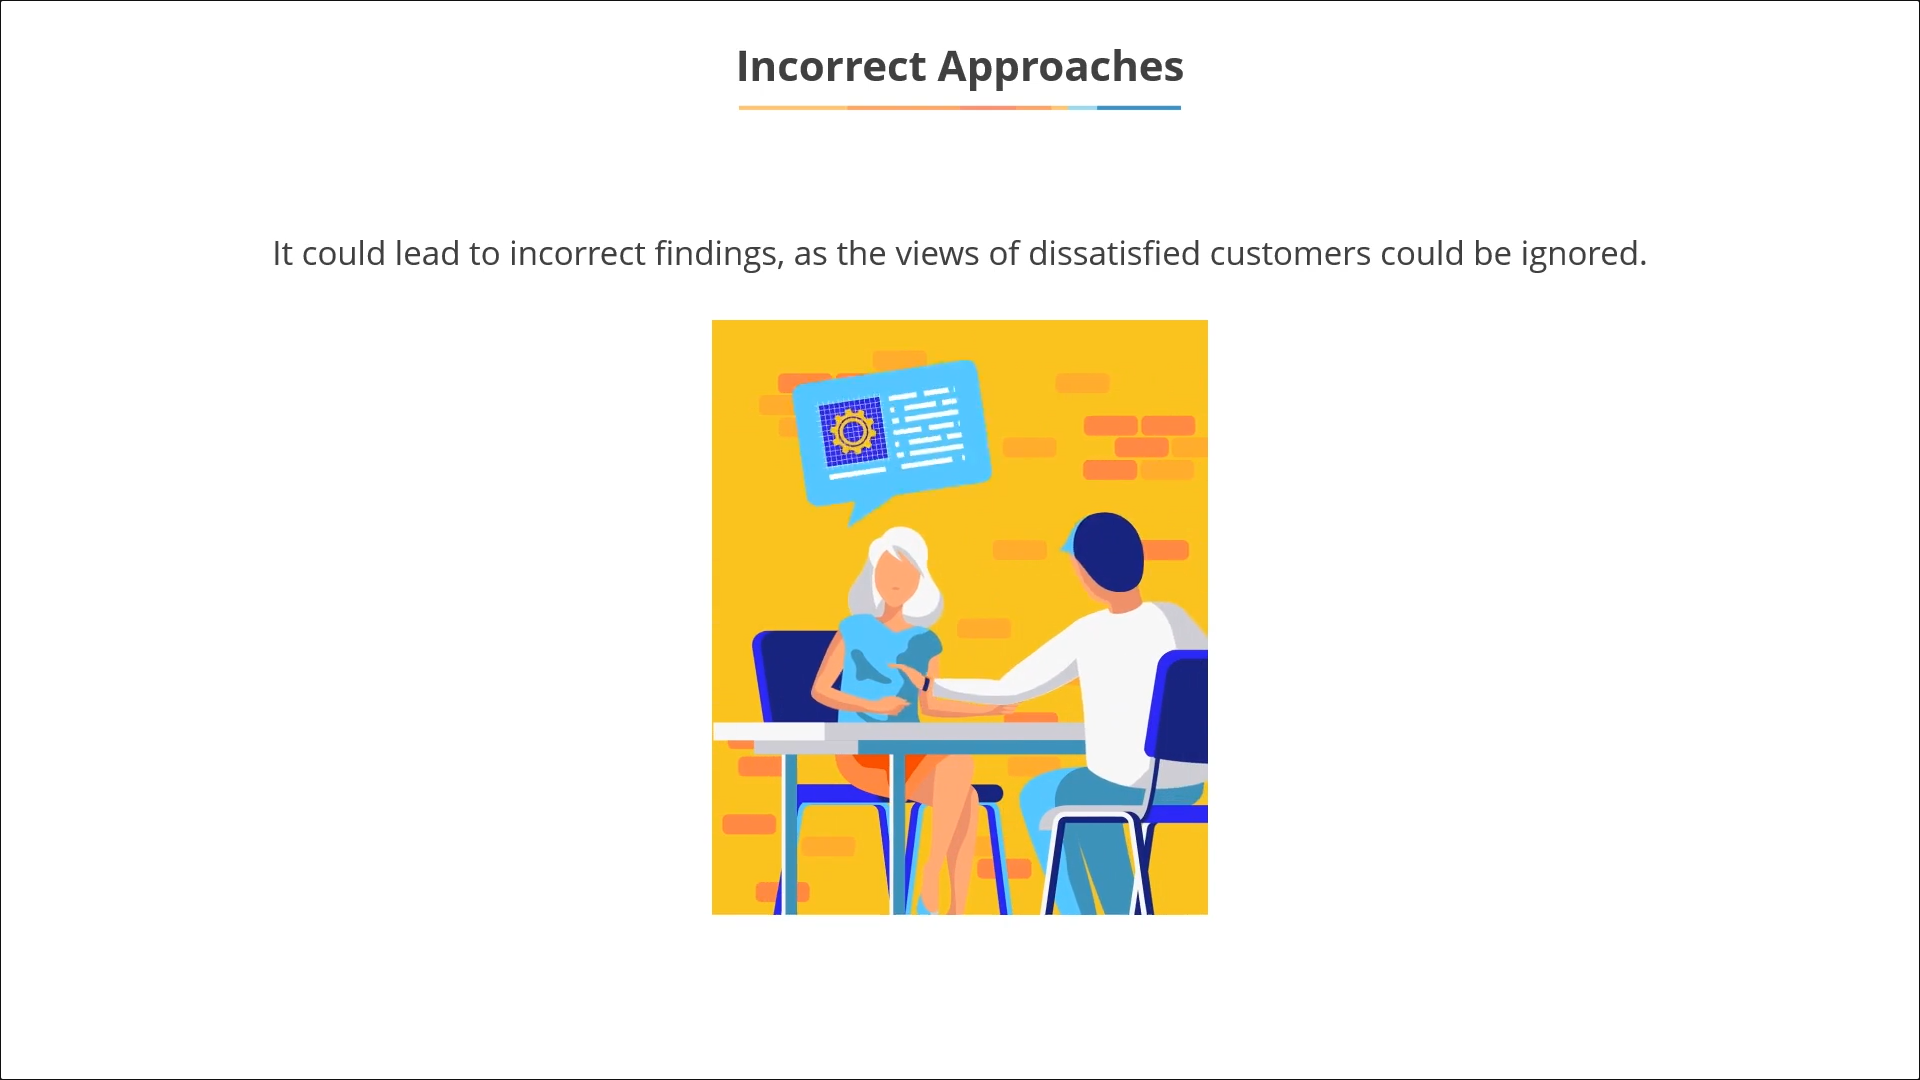 Incorrect Approaches
It could lead to incorrect findings, as the views of dissatisfied customers could be ignored.